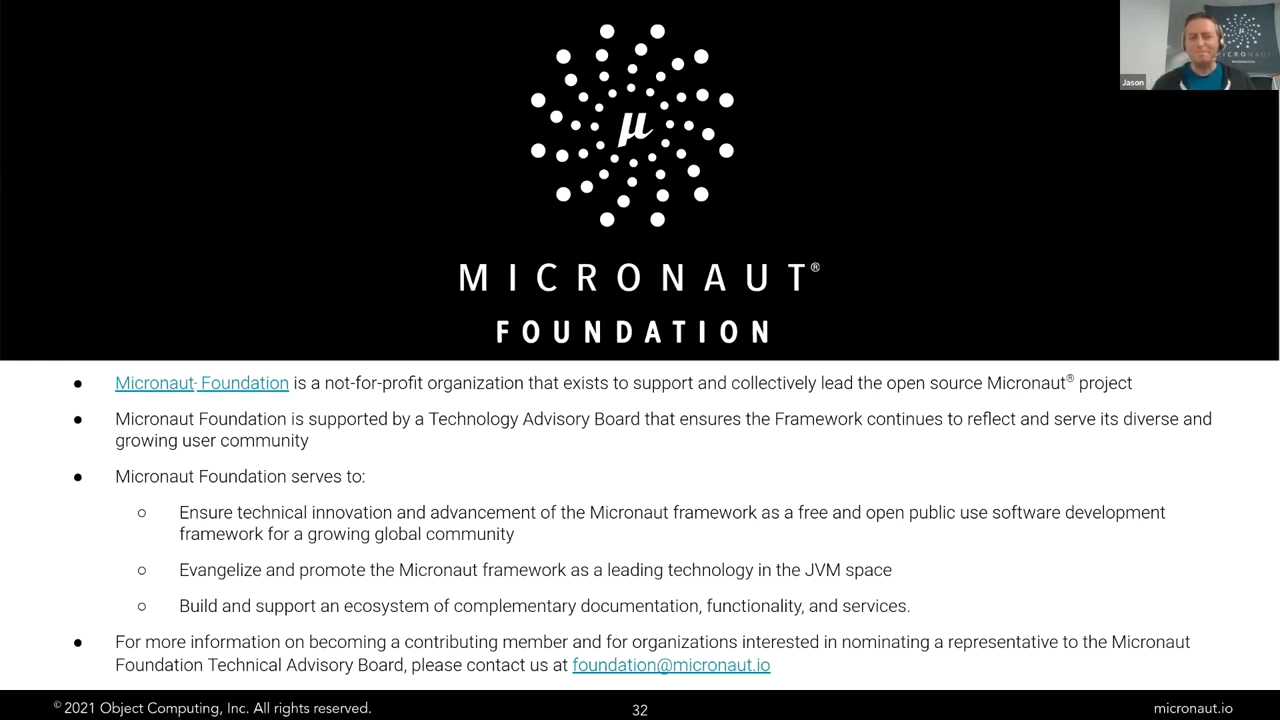 μ
MICRONAUT®
FOUNDATION
Jason
MICRONAUT
● Micronaut® Foundation is a not-for-profit organization that exists to support and collectively lead the open source Micronaut® project
● Micronaut Foundation is supported by a Technology Advisory Board that ensures the Framework continues to reflect and serve its diverse and
growing user community
● Micronaut Foundation serves to:
○ Ensure technical innovation and advancement of the Micronaut framework as a free and open public use software development
framework for a growing global community
○ Evangelize and promote the Micronaut framework as a leading technology in the JVM space
○ Build and support an ecosystem of complementary documentation, functionality, and services.
● For more information on becoming a contributing member and for organizations interested in nominating a representative to the Micronaut
Foundation Technical Advisory Board, please contact us at foundation@micronaut.io
© 2021 Object Computing, Inc. All rights reserved.
32
micronaut.io